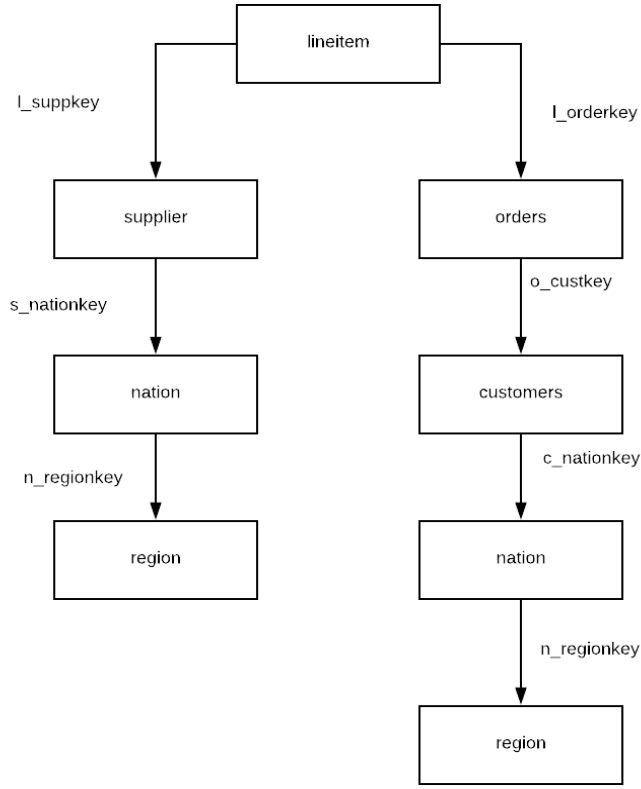 lineitem
l_suppkey
l_orderkey
supplier
orders
s_nationkey
o_custkey
nation
customers
n_regionkey
c_nationkey
region
nation
n_regionkey
region